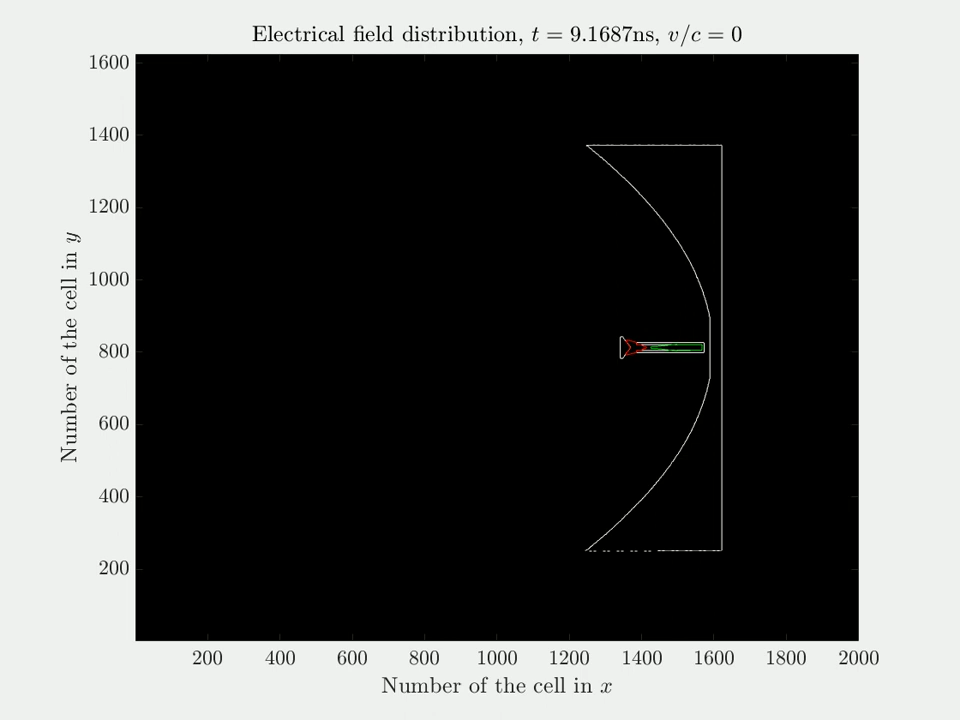 Electrical field distribution, t = 9.1687ns, v/c = 0
1600
1400
1200
1000
800
600
400
200
Number of the cell in y
200 400 600 800 1000 1200 1400 1600 1800 2000
Number of the cell in x